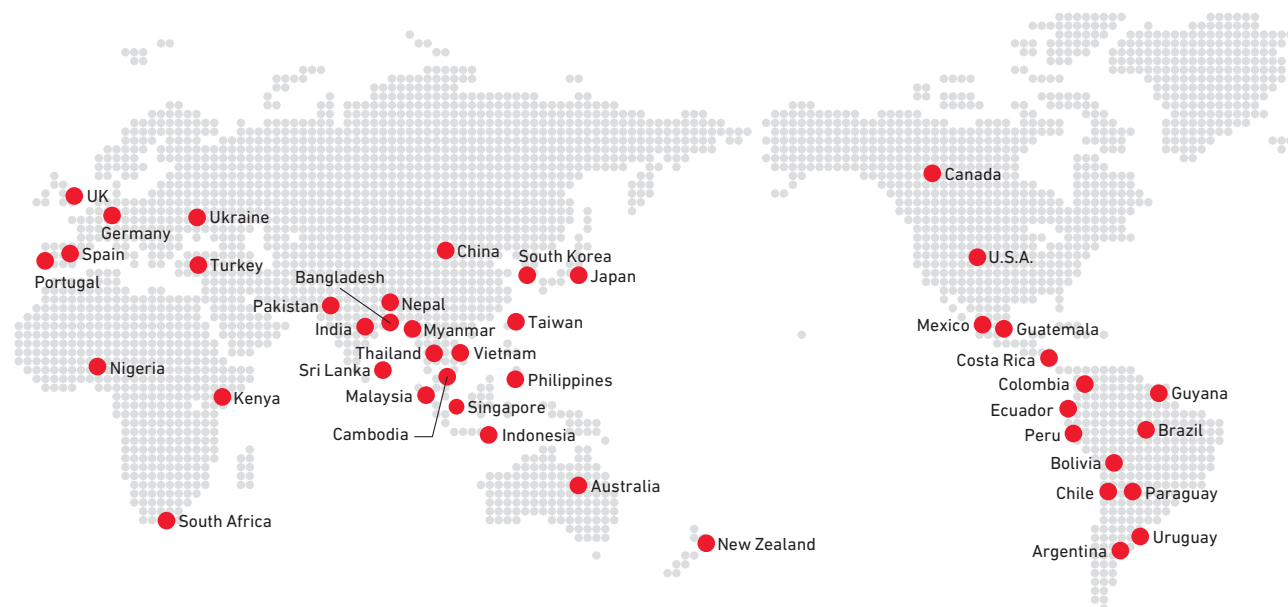 Canada
UK
Ukraine
Germany
Spain
China
South Korea
U.S.A.
Turkey
Bangladesh
Japan
Portugal
Pakistan
Nepal
Taiwan
Mexico
Guatemala
India
Myanmar
Thailand
Vietnam
Costa Rica
Nigeria
Sri Lanka
Philippines
Colombia
Guyana
Kenya
Malaysia
Singapore
Ecuador
Cambodia
Indonesia
Peru
Brazil
Bolivia
Australia
Chile
Paraguay
South Africa
Uruguay
New Zealand
Argentina